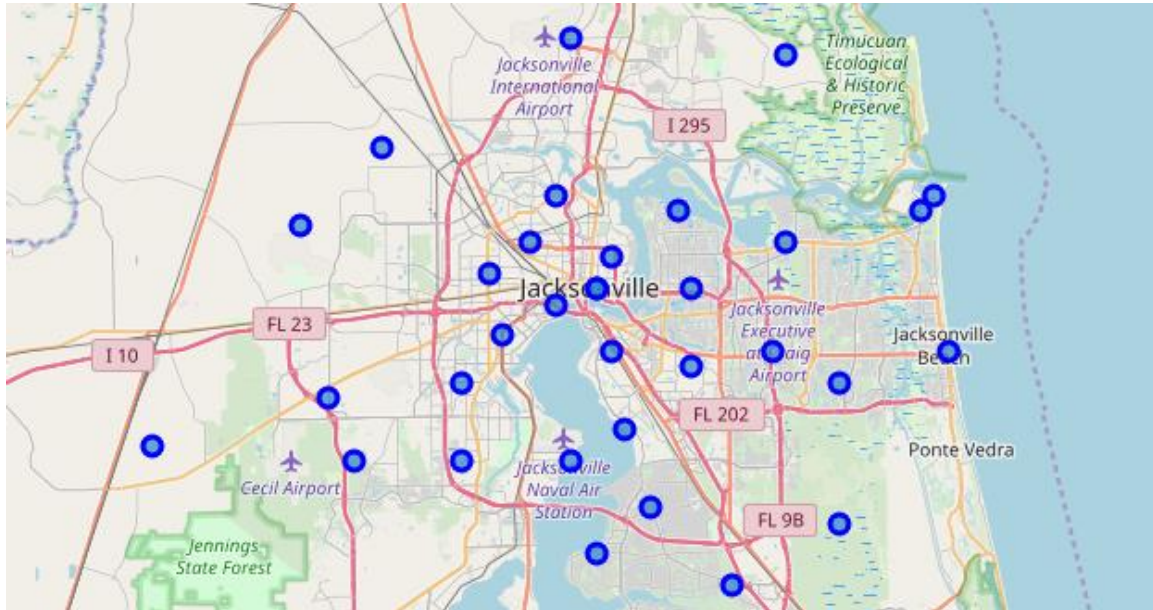 Timucuan
Ecological
& Historic
Preserve
Jacksonville
International
Airport
I 295
Jacksonville
FL 23
I 10
Jacksonville
Executive
at Craig
Airport
Jacksonville
Beach
FL 202
Ponte Vedra
Cecil Airport
Jacksonville
Naval Air
Station
FL 9B
Jennings
State Forest